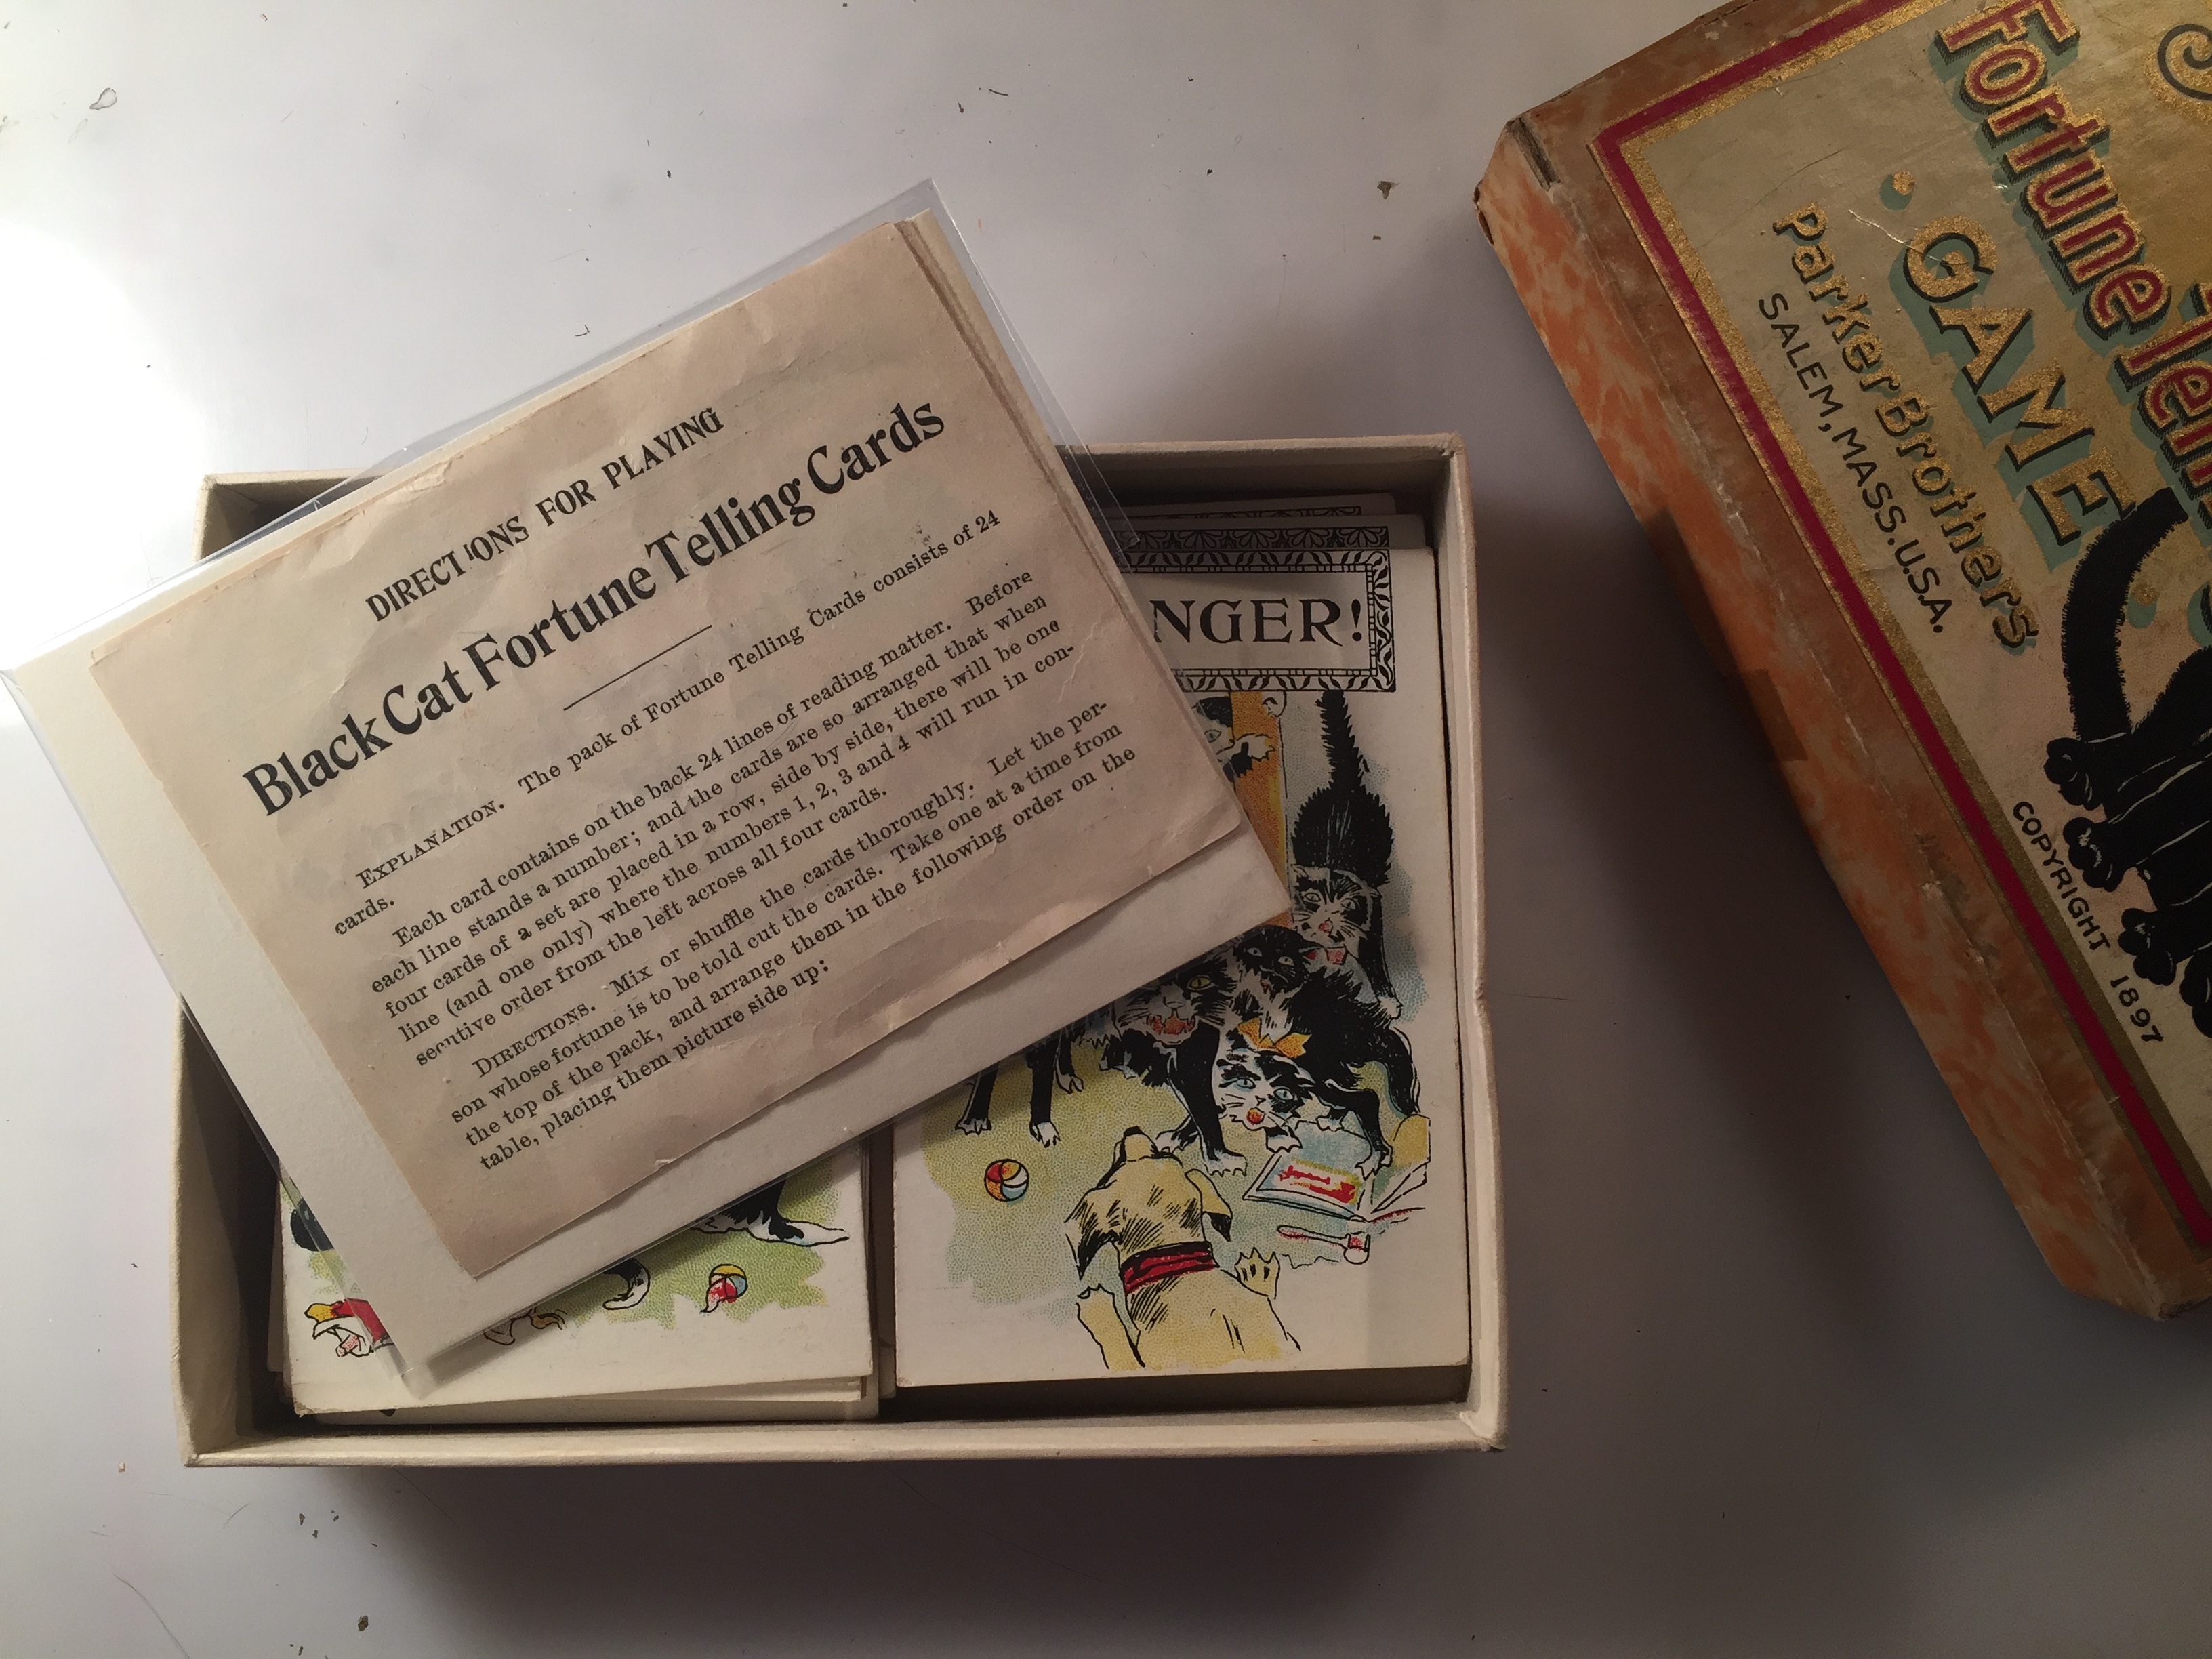 DIRECTIONS FOR PLAYING
Black Cat Fortune Telling Cards
EXPLANATION. The pack of Fortune Telling Cards consists of 24
cards.
Each card contains on the back 24 lines of reading matter. Before
each line stands a number; and the cards are so arranged that when
four cards of a set are placed in a row, side by side, there will be one
line (and one only) where the numbers 1, 2, 3 and 4 will run in con-
secutive order from the left across all four cards.
DIRECTIONS. Mix or shuffle the cards thoroughly. Let the per-
son whose fortune is to be told cut the cards. Take one at a time from
the top of the pack, and arrange them in the following order on the
table, placing them picture side up:
NGER!
Fortune
GAME
Parker Brothers
SALEM, MASS. U.S.A.
COPYRIGHT 1897